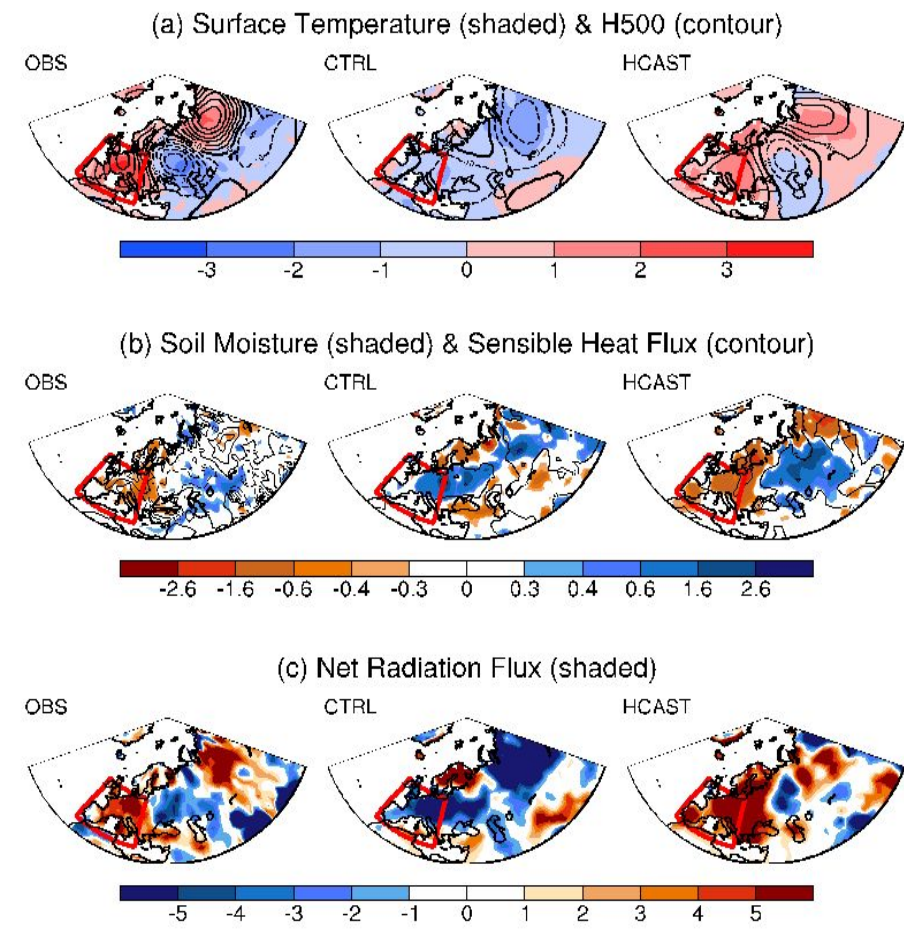 (a) Surface Temperature (shaded) & H500 (contour)
OBS CTRL HCAST
-3 -2 -1 0 1 2 3
(b) Soil Moisture (shaded) & Sensible Heat Flux (contour)
OBS CTRL HCAST
-2.6 -1.6 -0.6 -0.4 -0.3 0 0.3 0.4 0.6 1.6 2.6
(c) Net Radiation Flux (shaded)
OBS CTRL HCAST
-5 -4 -3 -2 -1 0 1 2 3 4 5